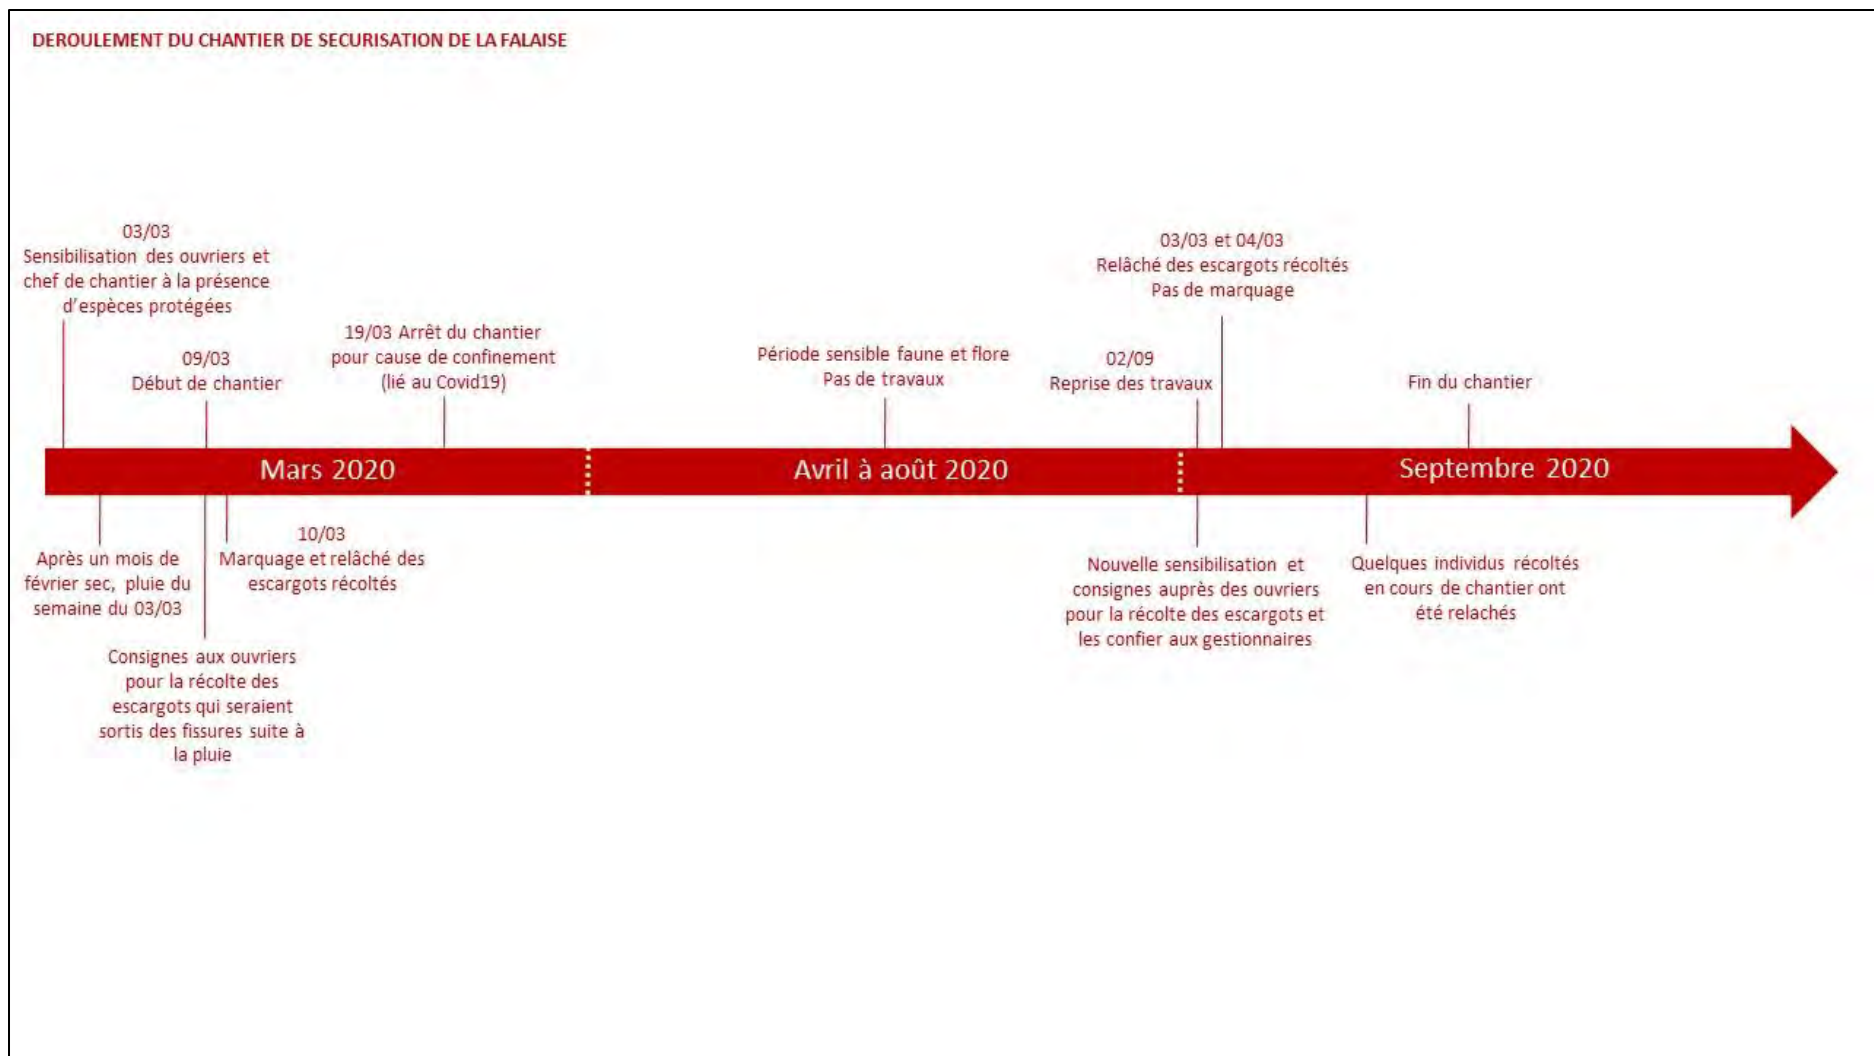 DEROULEMENT DU CHANTIER DE SECURISATION DE LA FALAISE
03/03
Sensibilisation des ouvriers et
chef de chantier à la présence
d'espèces protégées
09/03
Début de chantier
19/03 Arrêt du chantier
pour cause de confinement
(lié au Covid19)
Période sensible faune et flore
Pas de travaux
02/09
Reprise des travaux
03/03 et 04/03
Relâché des escargots récoltés
Pas de marquage
Fin du chantier
Mars 2020
Avril à août 2020
Septembre 2020
Après un mois de
février sec, pluie du
semaine du 03/03
Consignes aux ouvriers
pour la récolte des
escargots qui seraient
sortis des fissures suite à
la pluie
10/03
Marquage et relâché des
escargots récoltés
Nouvelle sensibilisation et
consignes auprès des ouvriers
pour la récolte des escargots et
les confier aux gestionnaires
Quelques individus récoltés
en cours de chantier ont
été relachés